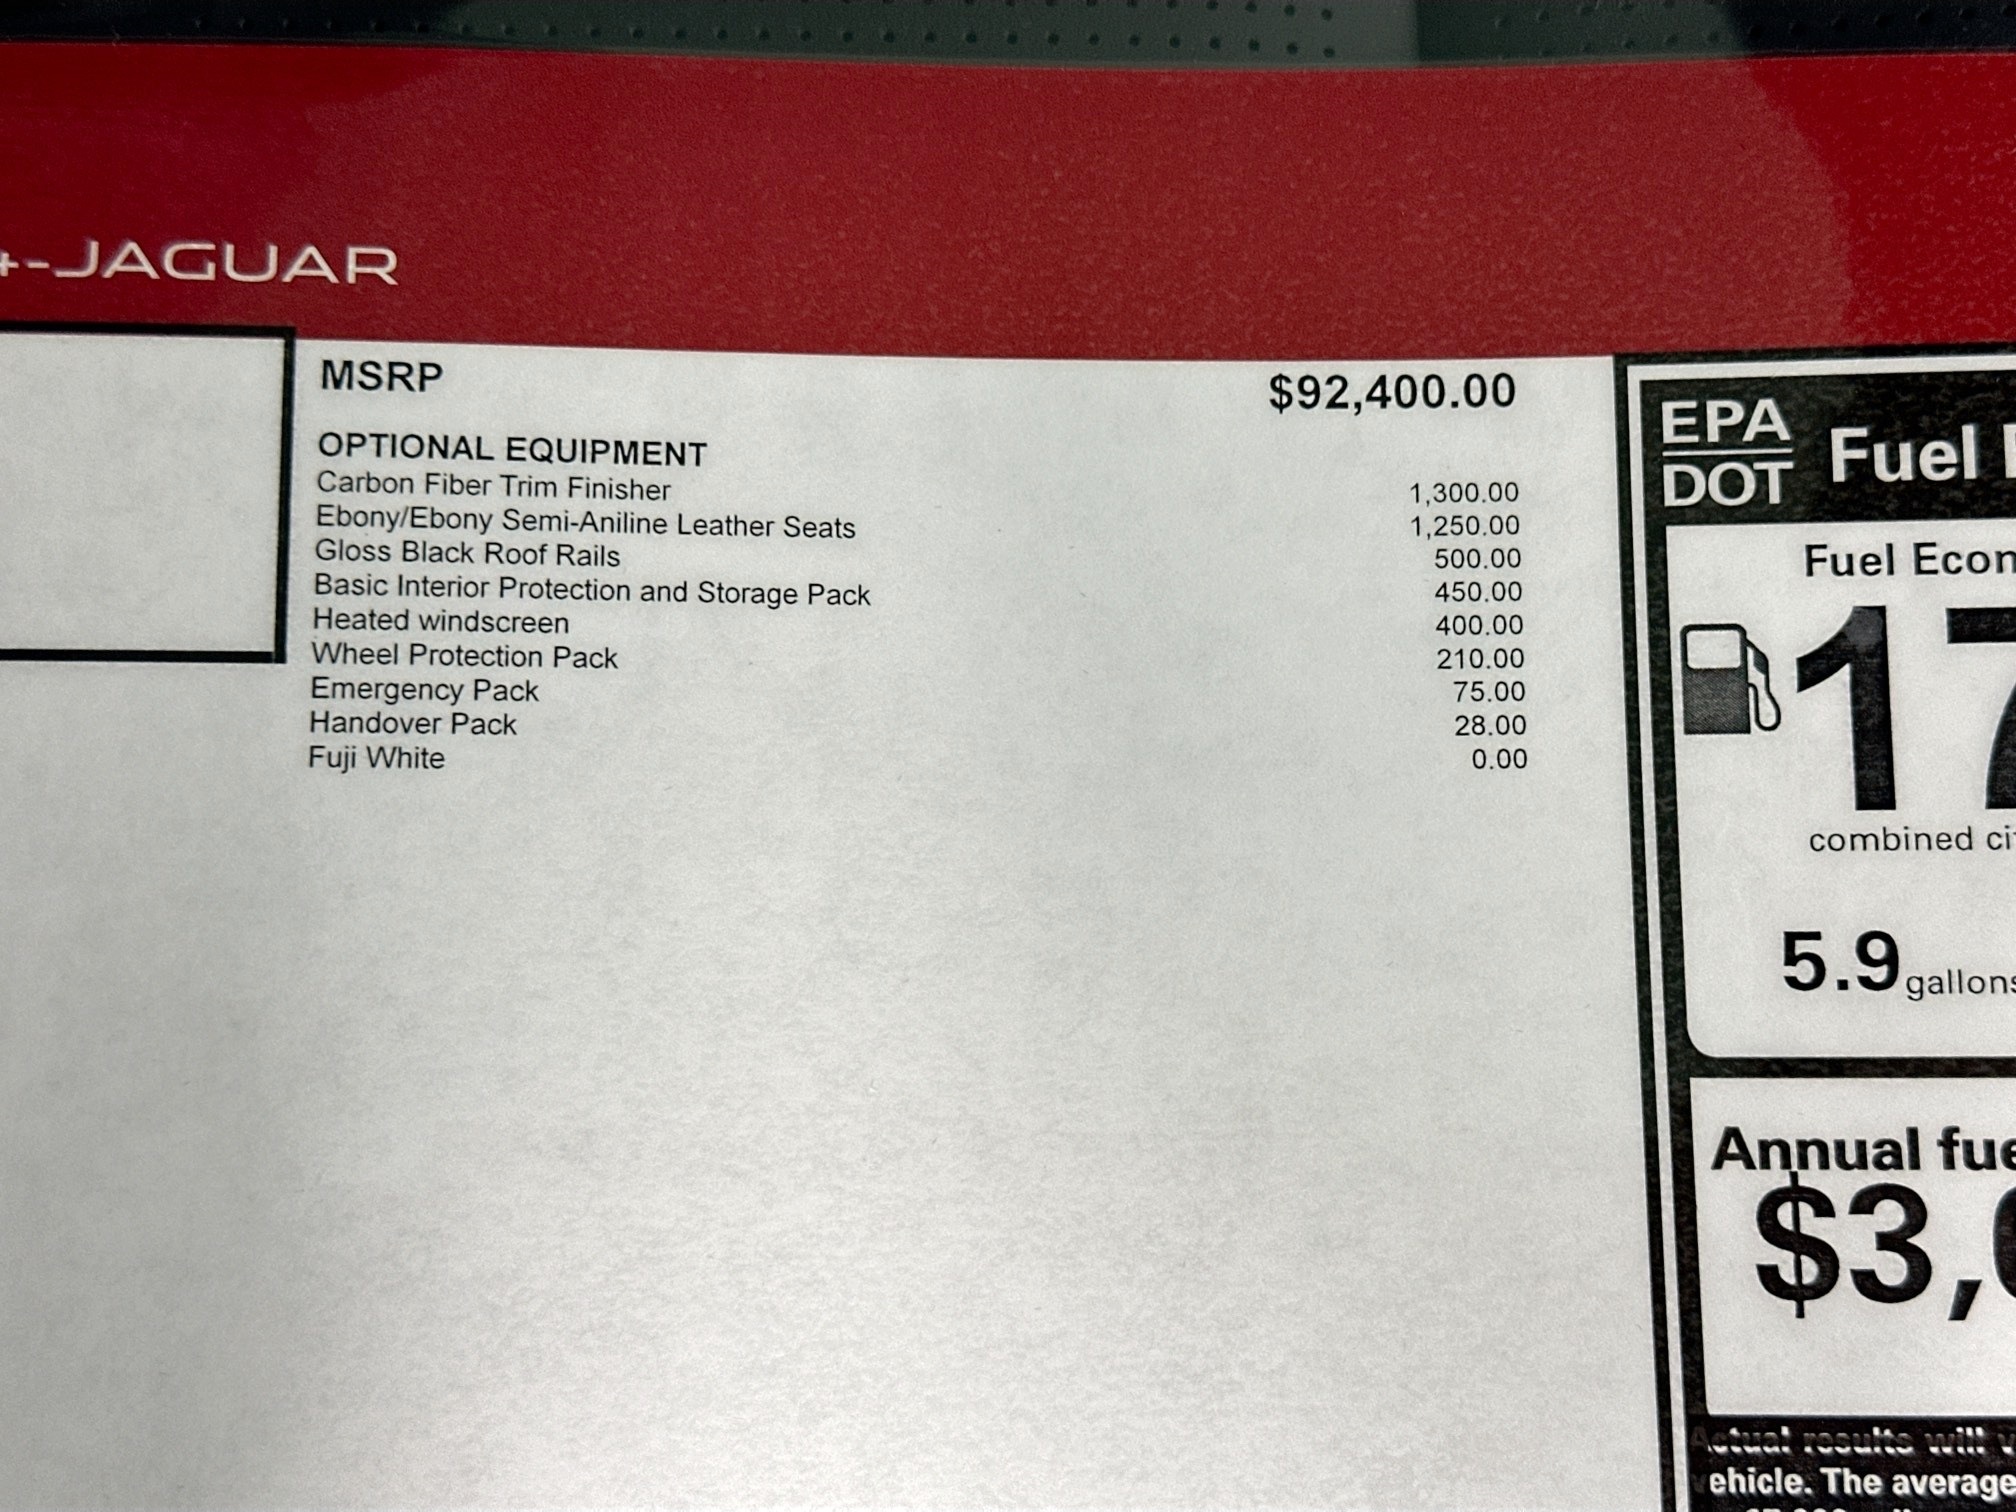 -JAGUAR
MSRP $92,400.00
OPTIONAL EQUIPMENT
Carbon Fiber Trim Finisher 1,300.00
Ebony/Ebony Semi-Aniline Leather Seats 1,250.00
Gloss Black Roof Rails 500.00
Basic Interior Protection and Storage Pack 450.00
Heated windscreen 400.00
Wheel Protection Pack 210.00
Emergency Pack 75.00
Handover Pack 28.00
Fuji White 0.00
EPA
DOT
Fuel
Fuel Econ
17
combined ci
5.9 gallons
Annual fue
$3,
Actual results will
ehicle. The average